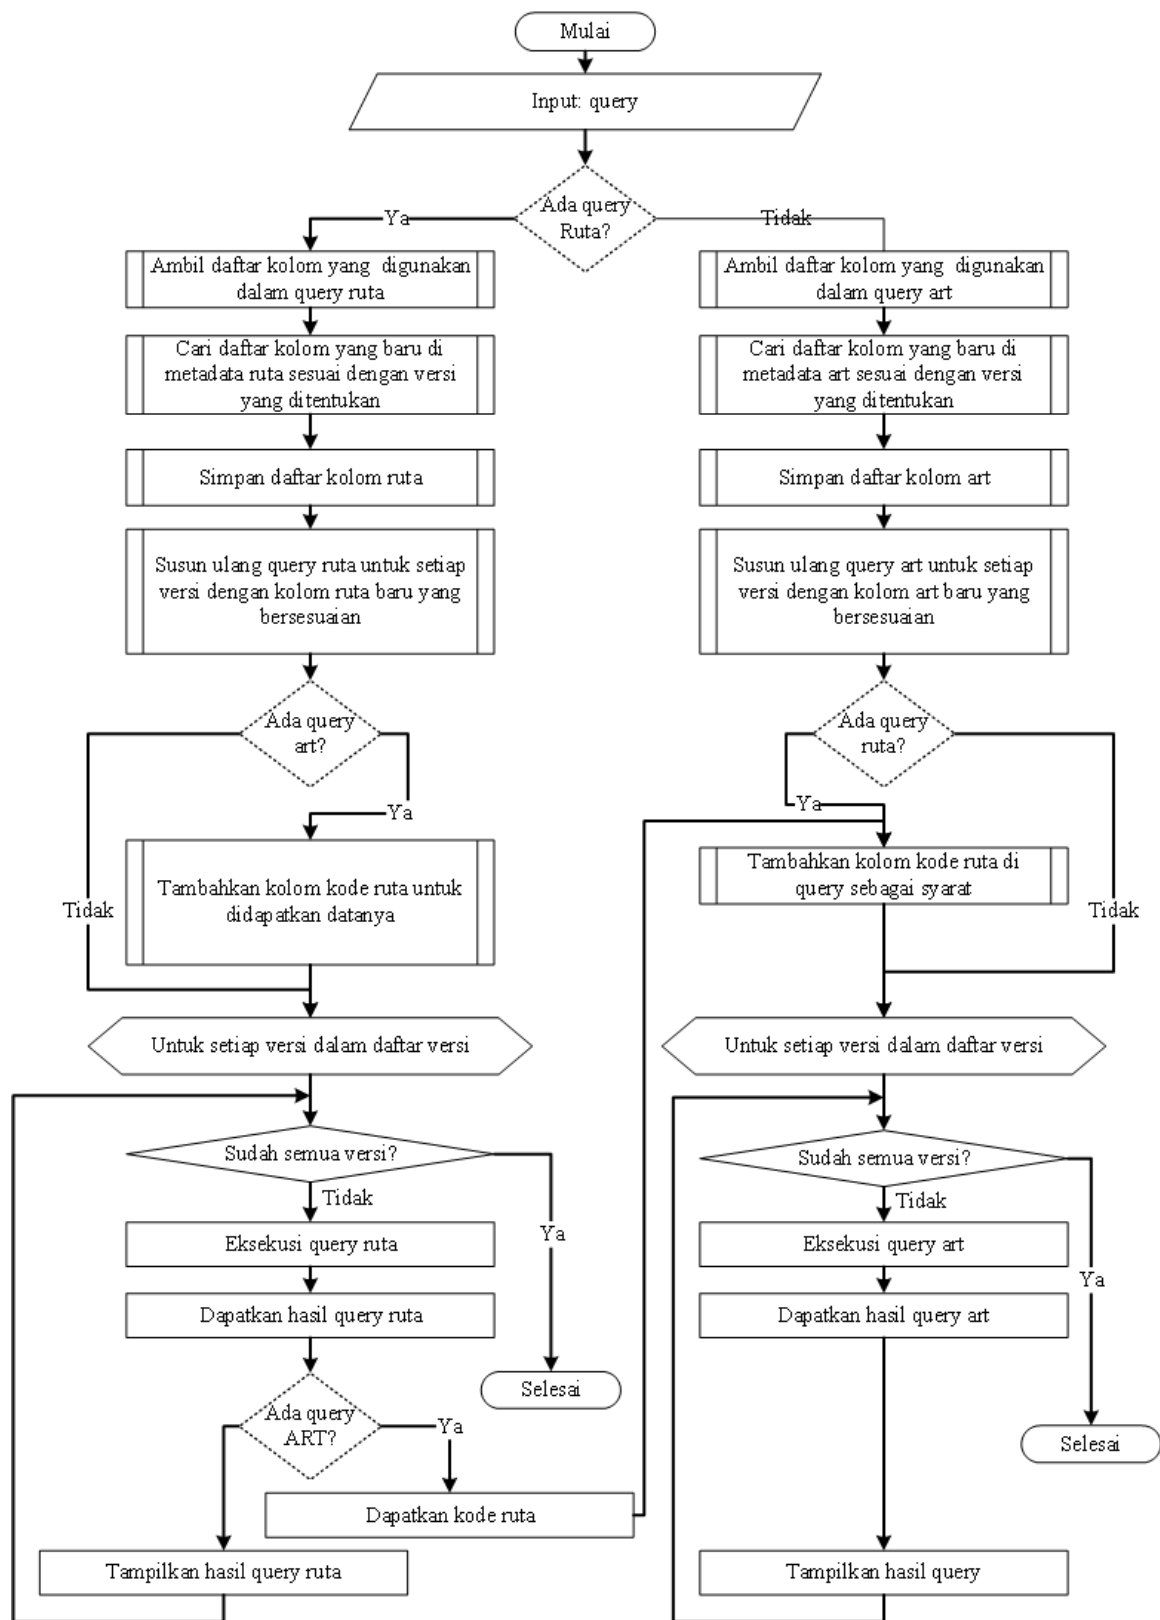 Mulai
Input: query
Ada query
Ruta?
Ya
Tidak
Ambil daftar kolom yang digunakan
dalam query ruta
Ambil daftar kolom yang digunakan
dalam query art
Cari daftar kolom yang baru di
metadata ruta sesuai dengan versi
yang ditentukan
Cari daftar kolom yang baru di
metadata art sesuai dengan versi
yang ditentukan
Simpan daftar kolom ruta
Simpan daftar kolom art
Susun ulang query ruta untuk setiap
versi dengan kolom ruta baru yang
bersesuaian
Susun ulang query art untuk setiap
versi dengan kolom art baru yang
bersesuaian
Ada query
art?
Ada query
ruta?
Ya
Ya
Tambahkan kolom kode ruta untuk
didapatkan datanya
Tambahkan kolom kode ruta di
query sebagai syarat
Tidak
Tidak
Untuk setiap versi dalam daftar versi
Untuk setiap versi dalam daftar versi
Sudah semua versi?
Sudah semua versi?
Tidak
Tidak
Ya
Ya
Eksekusi query ruta
Eksekusi query art
Dapatkan hasil query ruta
Dapatkan hasil query art
Selesai
Ada query
ART?
Ya
Selesai
Dapatkan kode ruta
Tampilkan hasil query ruta
Tampilkan hasil query